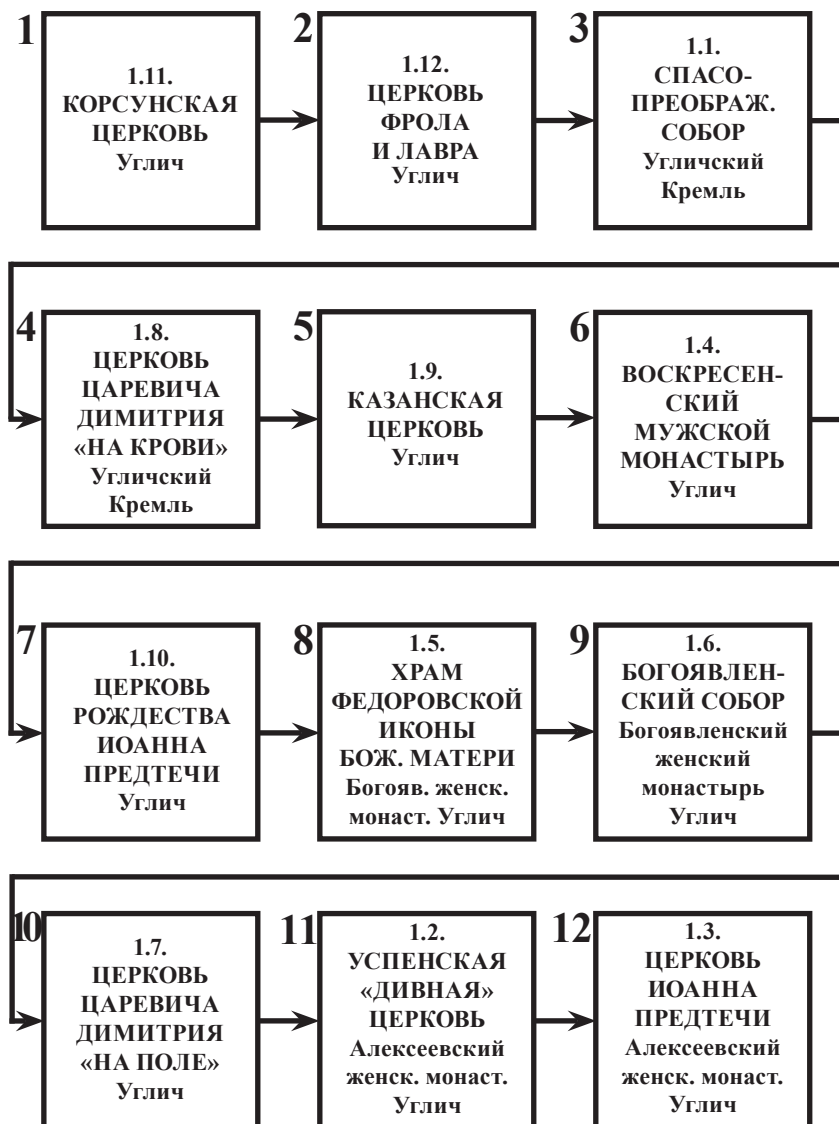 1
1.11.
КОРСУНСКАЯ
ЦЕРКОВЬ
Углич
2
1.12.
ЦЕРКОВЬ
ФРОЛА
И ЛАВРА
Углич
3
1.1.
СПАСО-
ПРЕОБРАЖ.
СОБОР
Угличский
Кремль
4
1.8.
ЦЕРКОВЬ
ЦАРЕВИЧА
ДИМИТРИЯ
«НА КРОВИ»
Угличский
Кремль
5
1.9.
КАЗАНСКАЯ
ЦЕРКОВЬ
Углич
6
1.4.
ВОСКРЕСЕН-
СКИЙ
МУЖСКОЙ
МОНАСТЫРЬ
Углич
7
1.10.
ЦЕРКОВЬ
РОЖДЕСТВА
ИОАННА
ПРЕДТЕЧИ
Углич
8
1.5.
ХРАМ
ФЕДОРОВСКОЙ
ИКОНЫ
БОЖ. МАТЕРИ
Богояв. женск.
монаст. Углич
9
1.6.
БОГОЯВЛЕН-
СКИЙ СОБОР
Богоявленский
женский
монастырь
Углич
10
1.7.
ЦЕРКОВЬ
ЦАРЕВИЧА
ДИМИТРИЯ
«НА ПОЛЕ»
Углич
11
1.2.
УСПЕНСКАЯ
«ДИВНАЯ»
ЦЕРКОВЬ
Алексеевский
женск. монаст.
Углич
12
1.3.
ЦЕРКОВЬ
ИОАННА
ПРЕДТЕЧИ
Алексеевский
женск. монаст.
Углич